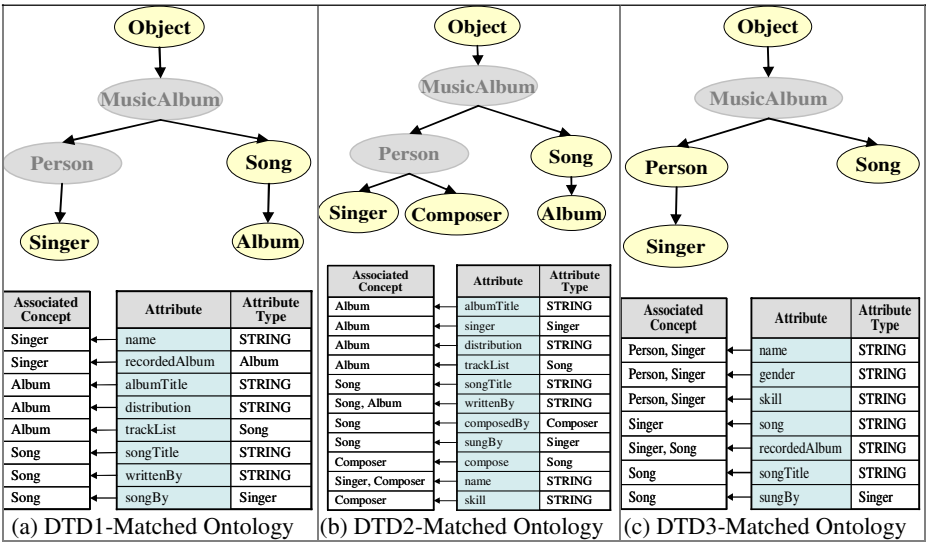 Object
MusicAlbum
Person
Song
Singer
Album
Associated Concept
Attribute
Attribute Type
Singer
name
STRING
Singer
recordedAlbum
Album
Album
albumTitle
STRING
Album
distribution
STRING
Album
trackList
Song
Song
songTitle
STRING
Song
writtenBy
STRING
Song
songBy
Singer
(a) DTD1-Matched Ontology
Object
MusicAlbum
Person
Song
Singer
Composer
Album
Associated Concept
Attribute
Attribute Type
Album
albumTitle
STRING
Album
singer
Singer
Album
distribution
STRING
Album
trackList
Song
Song
songTitle
STRING
Song, Album
writtenBy
STRING
Song
composedBy
Composer
Song
sungBy
Singer
Composer
compose
Song
Singer, Composer
name
STRING
Composer
skill
STRING
(b) DTD2-Matched Ontology
Object
MusicAlbum
Person
Song
Singer
Associated Concept
Attribute
Attribute Type
Person, Singer
name
STRING
Person, Singer
gender
STRING
Person, Singer
skill
STRING
Singer
song
STRING
Singer, Song
recordedAlbum
STRING
Song
songTitle
STRING
Song
sungBy
Singer
(c) DTD3-Matched Ontology